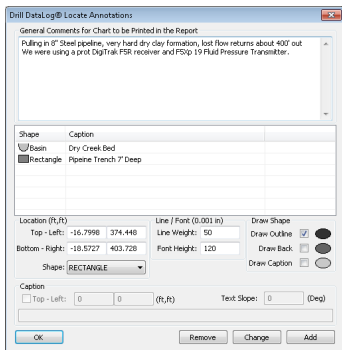 Drill DataLog® Locate Annotations
General Comments for Chart to be Printed in the Report
Pulling in 8" Steel pipeline, very hard dry clay formation, lost flow returns about 400' out
We were using a prot DigiTrak F5R receiver and F5Xp 19 Fluid Pressure Transmitter.
Shape Caption
Basin Dry Creek Bed
Rectangle Pipeine Trench 7' Deep
Location (ft,ft) Line / Font (0.001 in) Draw Shape
Top - Left: -16.7998 374.448 Line Weight: 50 Draw Outline
Bottom - Right: -18.5727 403.728 Font Height: 120 Draw Back
Shape: RECTANGLE Draw Caption
Caption
Top - Left: 0 0 (ft,ft) Text Slope: 0 (Deg)
OK Remove Change Add